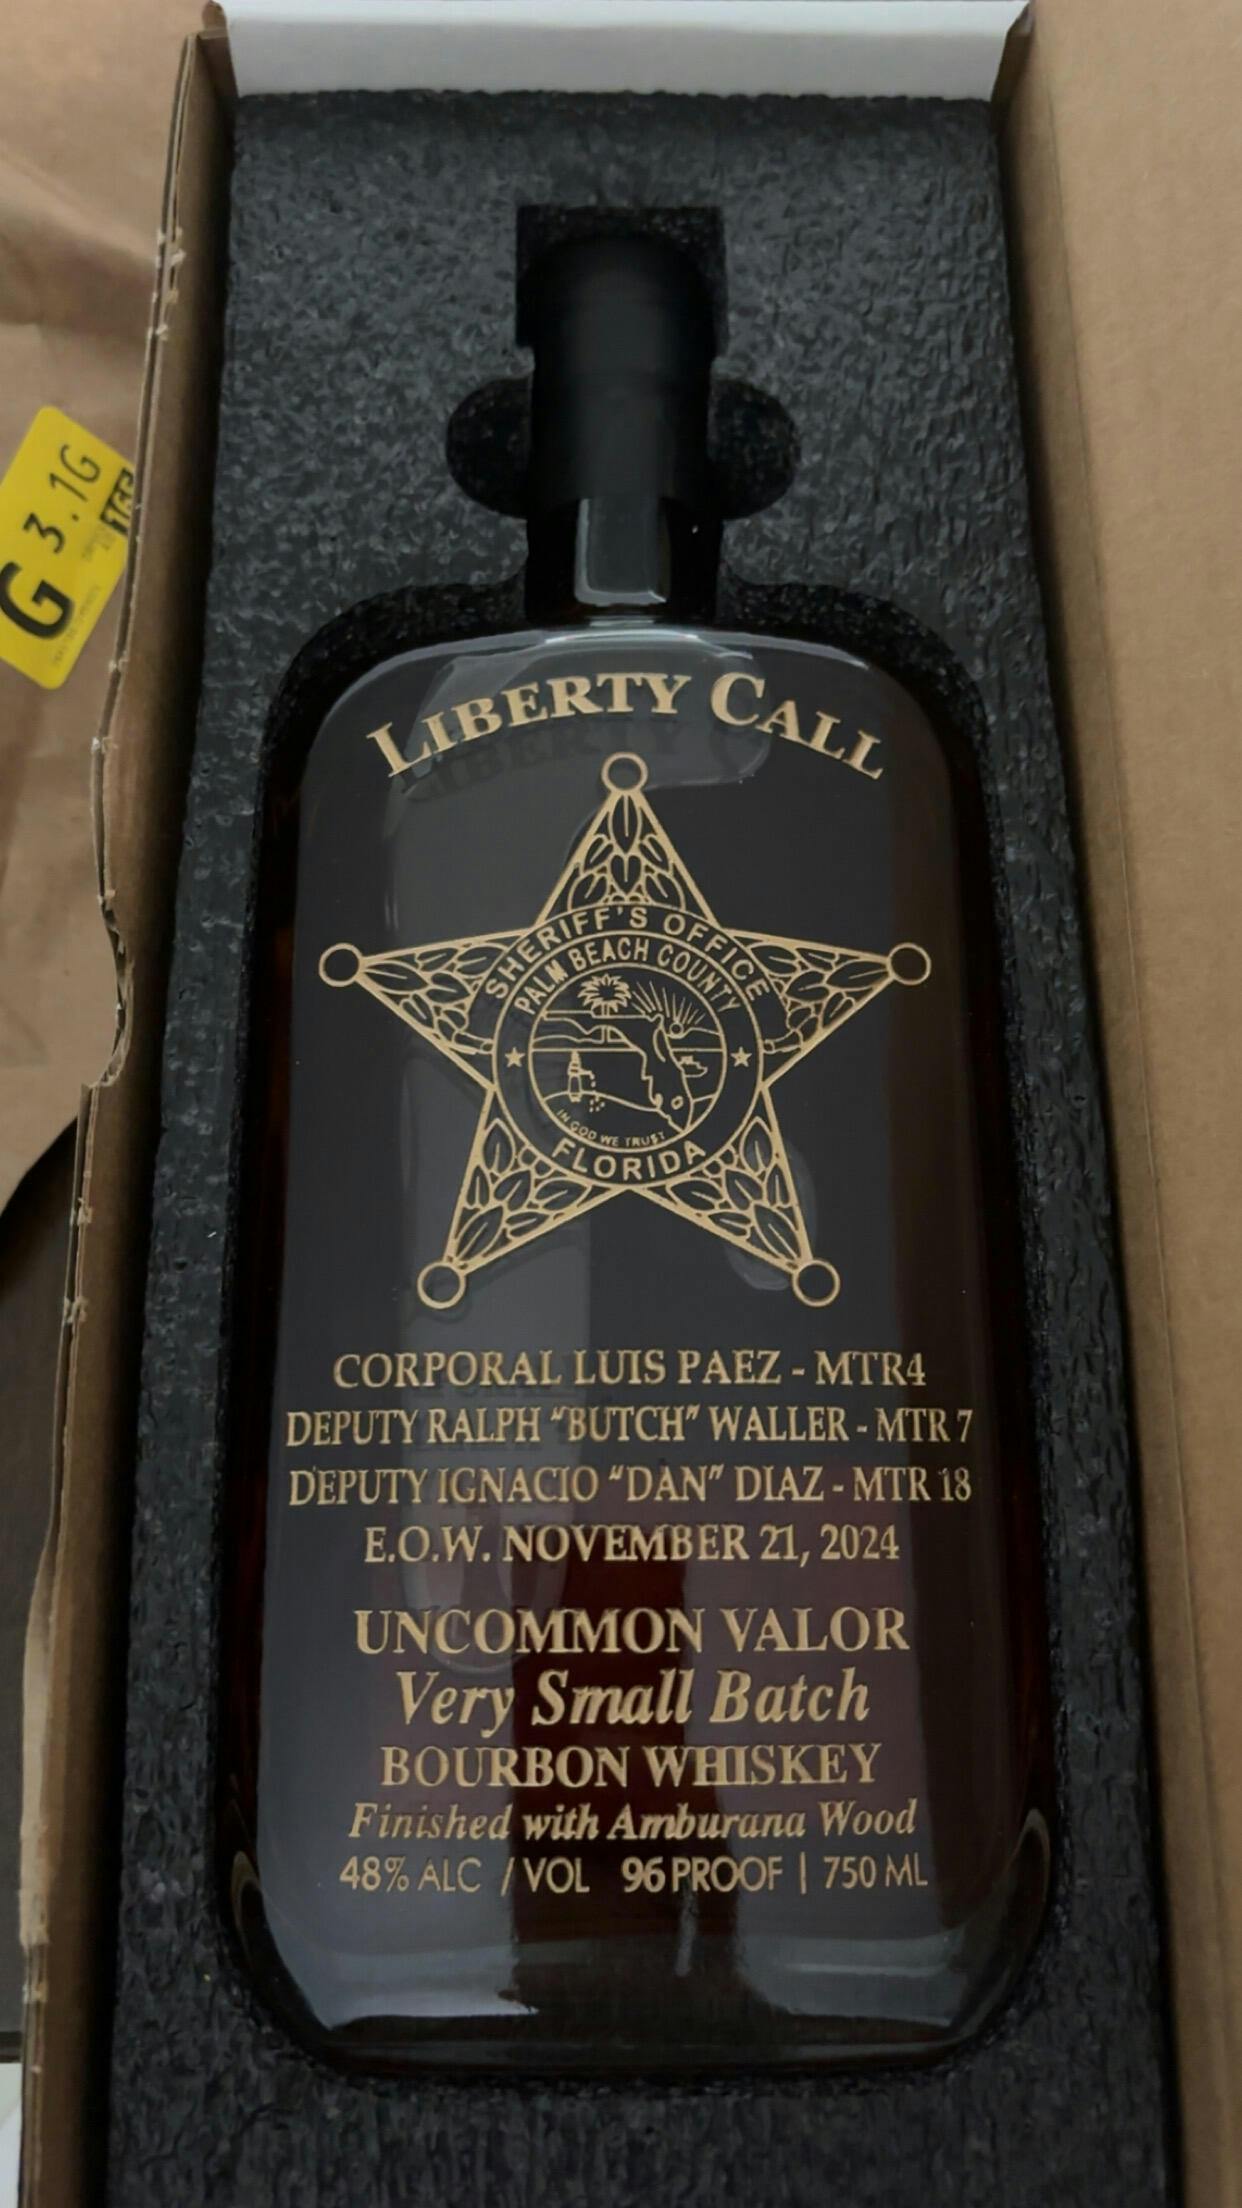 G 3.1G
LIBERTY CALL
SHERIFF'S OFFICE
PALM BEACH COUNTY
IN GOD WE TRUST
FLORIDA
CORPORAL LUIS PAEZ - MTR4
DEPUTY RALPH "BUTCH" WALLER - MTR 7
DEPUTY IGNACIO "DAN" DIAZ - MTR 18
E.O.W. NOVEMBER 21, 2024
UNCOMMON VALOR
Very Small Batch
BOURBON WHISKEY
Finished with Amburana Wood
48% ALC / VOL 96 PROOF | 750 ML